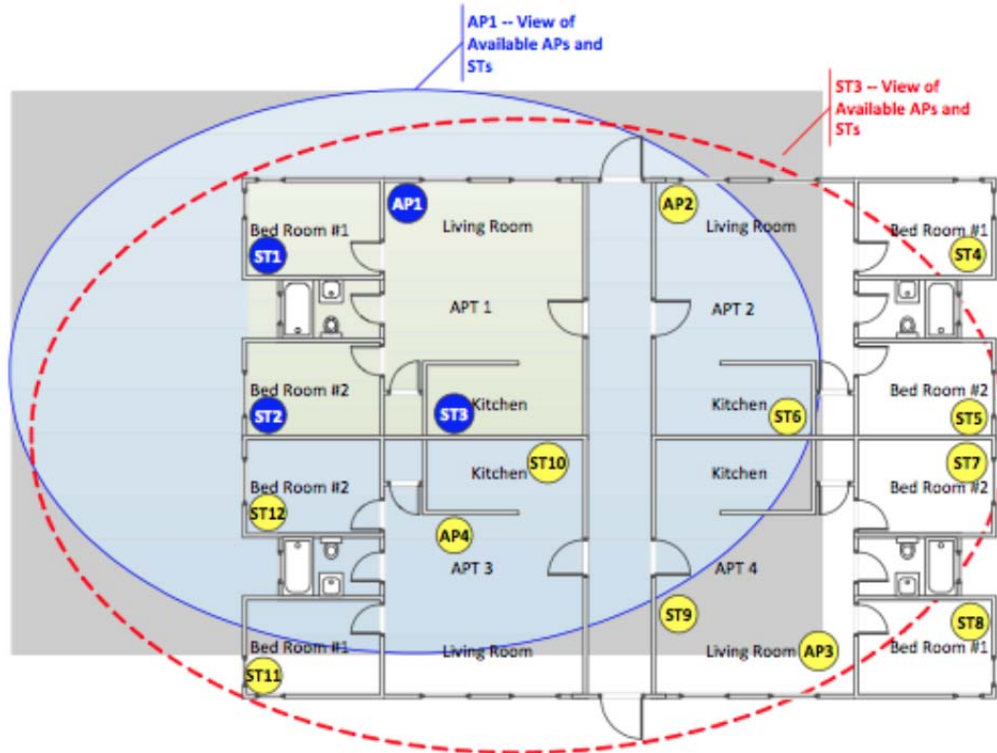 AP1 -- View of
Available APs and
STs
ST3 -- View of
Available APs and
STs
AP1
AP2
Living Room
Living Room
Bed Room #1
Bed Room #1
ST1
ST4
APT 1
APT 2
Bed Room #2
Bed Room #2
Kitchen
Kitchen
ST2
ST3
ST6
ST5
ST10
ST7
Kitchen
Kitchen
Bed Room #2
Bed Room #2
ST12
AP4
APT 3
APT 4
ST9
ST8
Bed Room #1
Living Room
Living Room
AP3
Bed Room #1
ST11